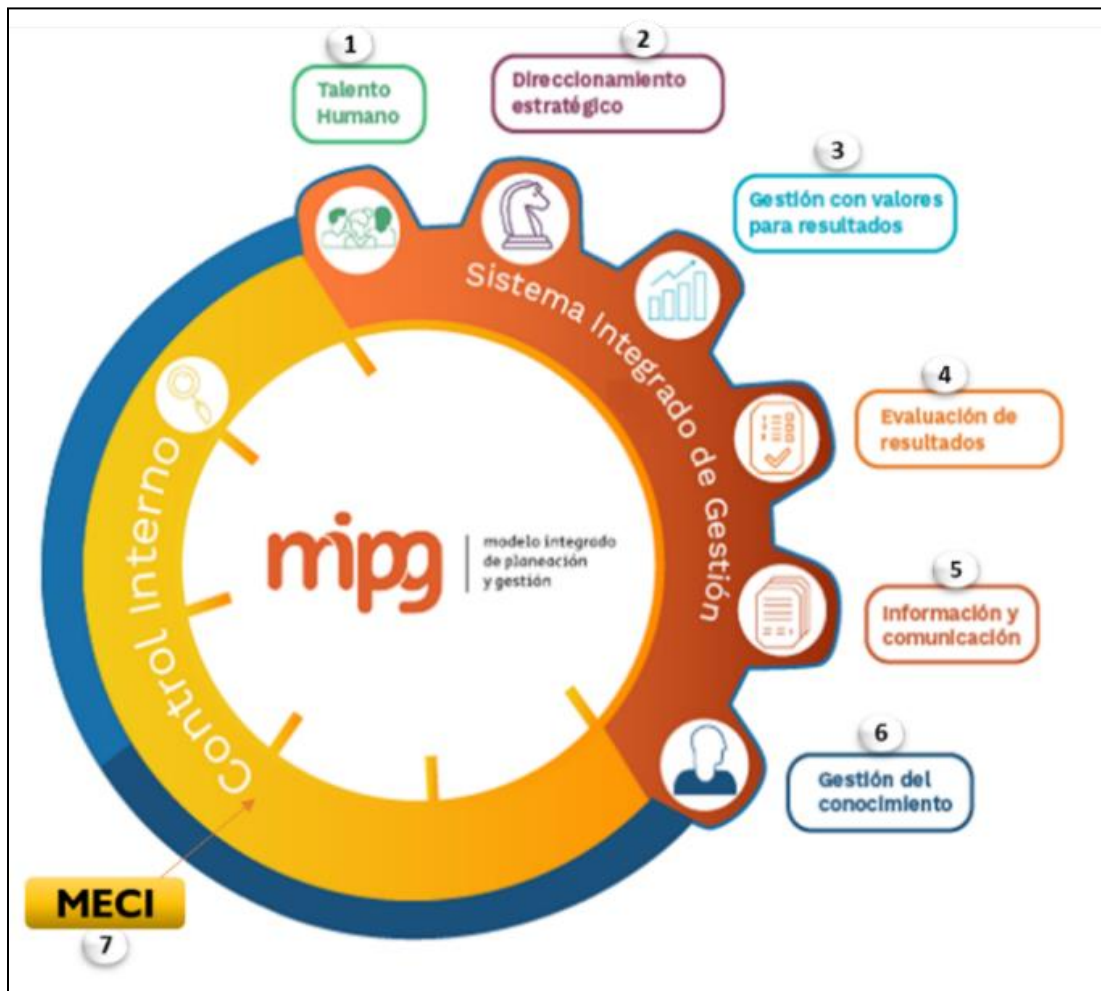 1
Talento
Humano
2
Direccionamiento
estratégico
3
Gestión con valores
para resultados
4
Evaluación de
resultados
5
Información y
comunicación
6
Gestión del
conocimiento
Sistema Integrado de Gestión
Control Interno
mipg
modelo integrado
de planeación
y gestión
MECI
7